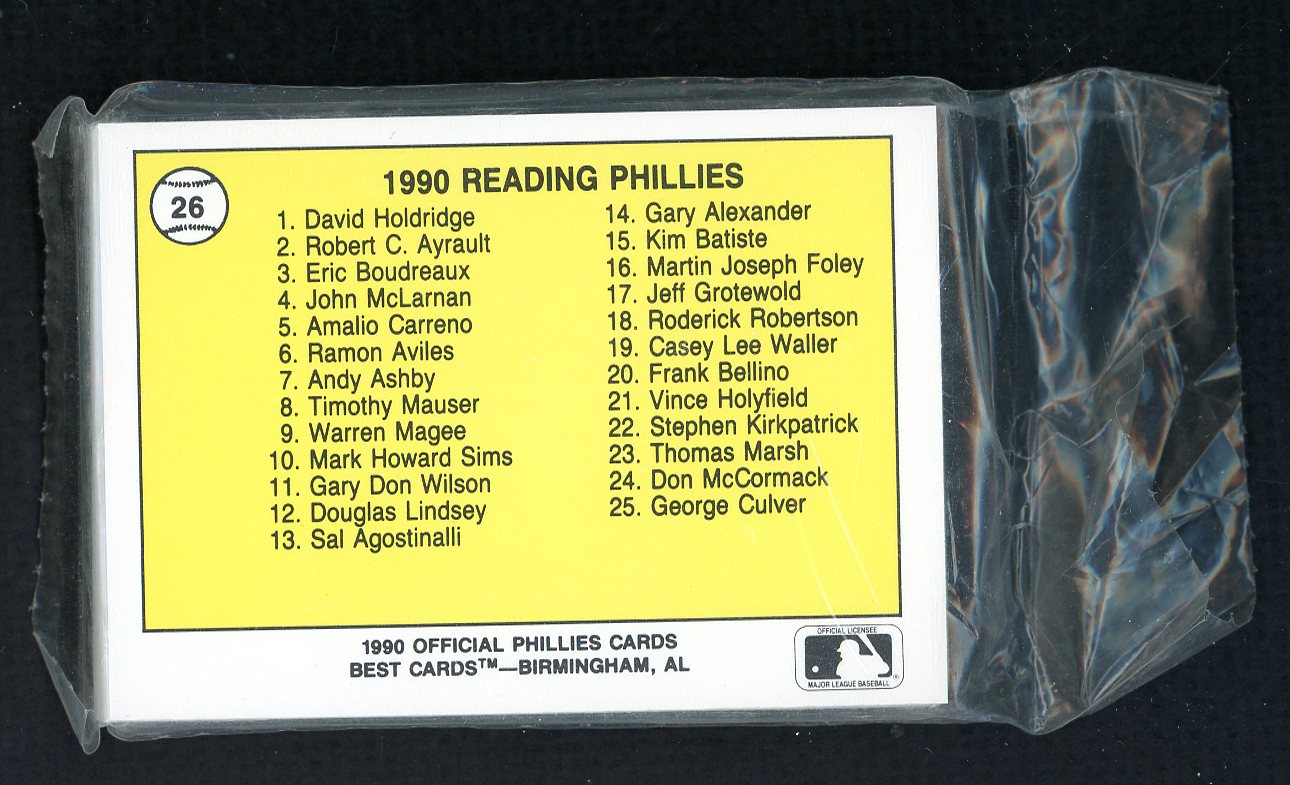 26
1990 READING PHILLIES
1. David Holdridge
2. Robert C. Ayrault
3. Eric Boudreaux
4. John McLarnan
5. Amalio Carreno
6. Ramon Aviles
7. Andy Ashby
8. Timothy Mauser
9. Warren Magee
10. Mark Howard Sims
11. Gary Don Wilson
12. Douglas Lindsey
13. Sal Agostinalli
14. Gary Alexander
15. Kim Batiste
16. Martin Joseph Foley
17. Jeff Grotewold
18. Roderick Robertson
19. Casey Lee Waller
20. Frank Bellino
21. Vince Holyfield
22. Stephen Kirkpatrick
23. Thomas Marsh
24. Don McCormack
25. George Culver
1990 OFFICIAL PHILLIES CARDS
BEST CARDS™—BIRMINGHAM, AL
OFFICIAL LICENSEE
MAJOR LEAGUE BASEBALL ®